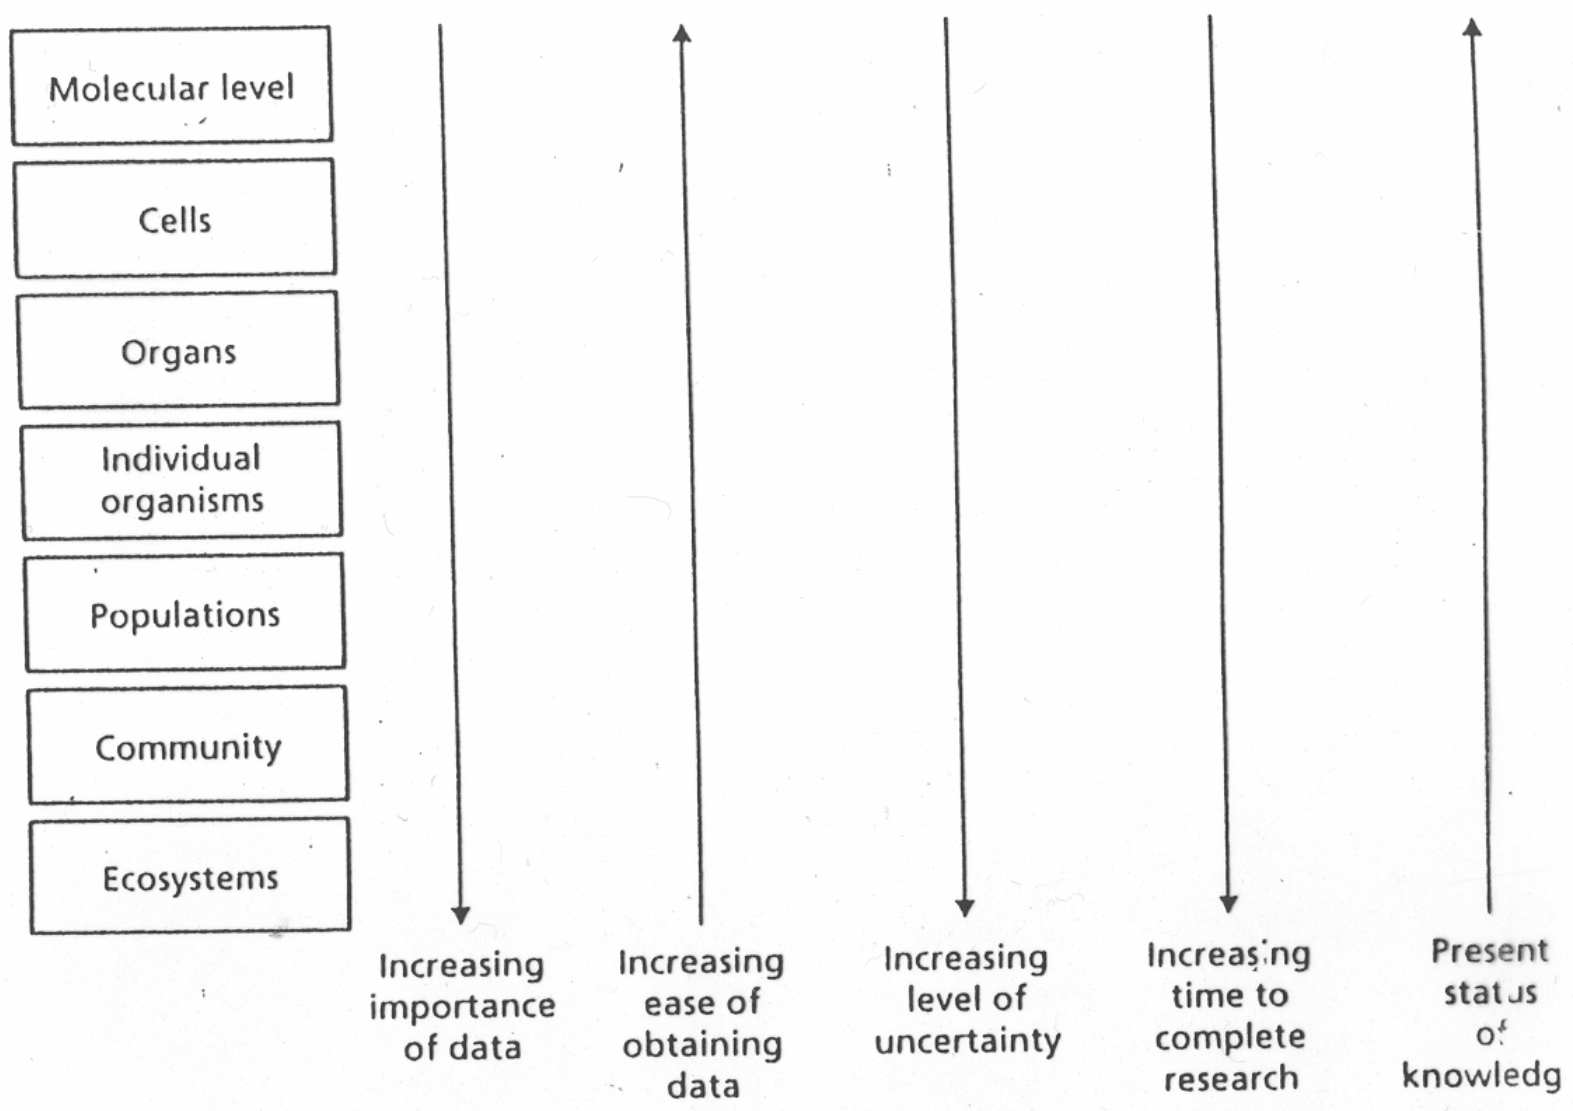 Molecular level
Cells
Organs
Individual
organisms
Populations
Community
Ecosystems
Increasing
importance
of data
Increasing
ease of
obtaining
data
Increasing
level of
uncertainty
Increasing
time to
complete
research
Present
status
of
knowledg